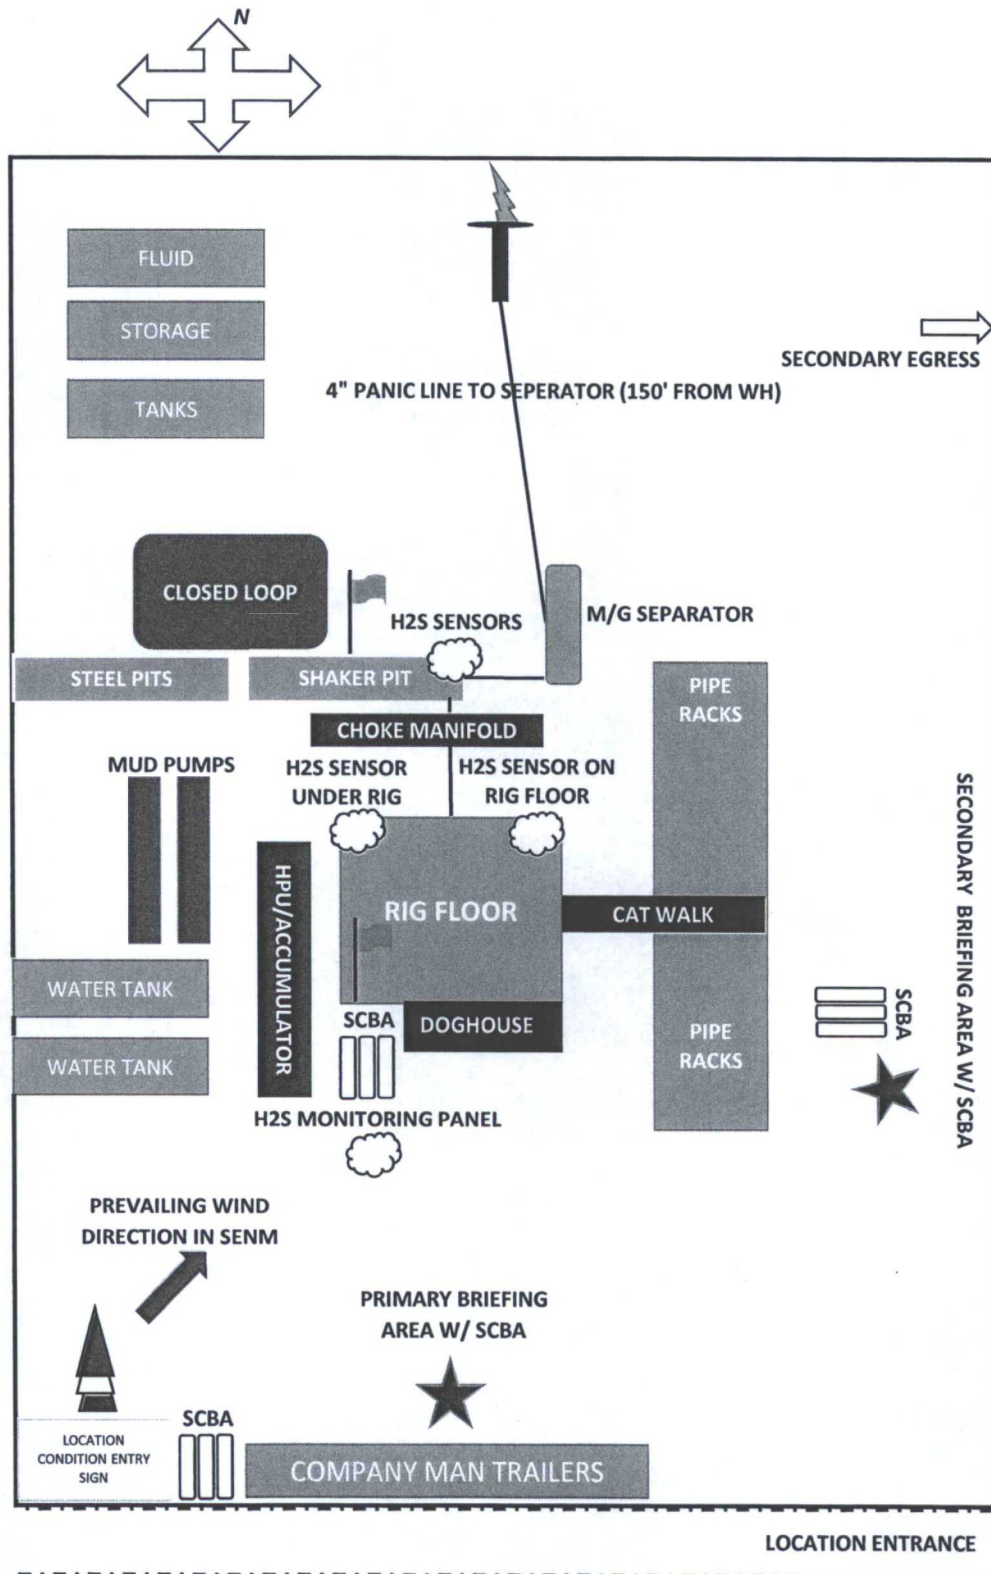 N
FLUID
STORAGE
TANKS
SECONDARY EGRESS
4" PANIC LINE TO SEPERATOR (150' FROM WH)
CLOSED LOOP
H2S SENSORS
M/G SEPARATOR
STEEL PITS
SHAKER PIT
PIPE
RACKS
CHOKE MANIFOLD
MUD PUMPS
H2S SENSOR
UNDER RIG
H2S SENSOR ON
RIG FLOOR
HPU/ACCUMULATOR
RIG FLOOR
CAT WALK
SECONDARY BRIEFING AREA W/ SCBA
WATER TANK
WATER TANK
SCBA
DOGHOUSE
PIPE
RACKS
SCBA
H2S MONITORING PANEL
PREVAILING WIND
DIRECTION IN SENM
PRIMARY BRIEFING
AREA W/ SCBA
LOCATION
CONDITION ENTRY
SIGN
SCBA
COMPANY MAN TRAILERS
LOCATION ENTRANCE